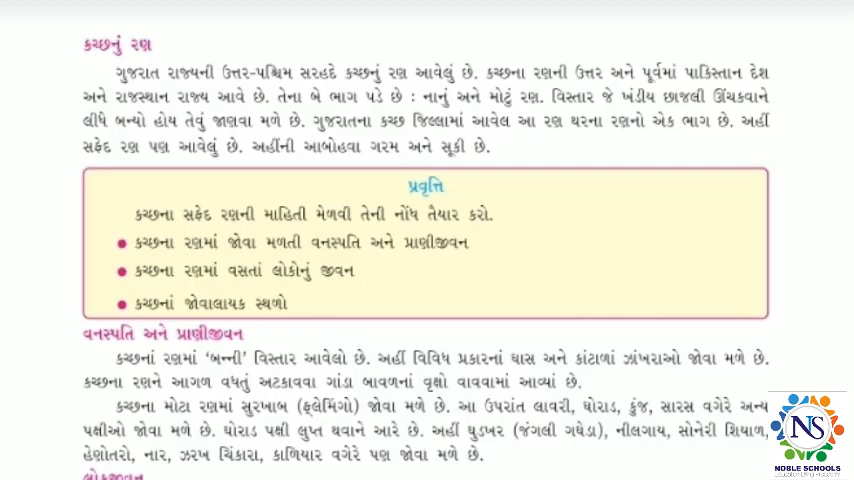 કચ્છનું રણ
ગુજરાત રાજ્યની ઉત્તર-પશ્ચિમ સરહદે કચ્છનું રણ આવેલું છે. કચ્છના રણની ઉત્તર અને પૂર્વમાં પાકિસ્તાન દેશ
અને રાજસ્થાન રાજ્ય આવે છે. તેના બે ભાગ પડે છે : નાનું અને મોટું રણ. વિસ્તાર જે ખંડીય છાજલી ઊંચકવાને
લીધે બન્યો હોય તેવું જાણવા મળે છે. ગુજરાતના કચ્છ જિલ્લામાં આવેલ આ રણ થરના રણનો એક ભાગ છે. અહીં
સફેદ રણ પણ આવેલું છે. અહીંની આબોહવા ગરમ અને સૂકી છે.
પ્રવૃત્તિ
કચ્છના સફેદ રણની માહિતી મેળવી તેની નોંધ તૈયાર કરો.
● કચ્છના રણમાં જોવા મળતી વનસ્પતિ અને પ્રાણીજીવન
● કચ્છના રણમાં વસતાં લોકોનું જીવન
● કચ્છનાં જોવાલાયક સ્થળો
વનસ્પતિ અને પ્રાણીજીવન
કચ્છનાં રણમાં ‘બન્ની’ વિસ્તાર આવેલો છે. અહીં વિવિધ પ્રકારનાં ઘાસ અને કાંટાળાં ઝાંખરાઓ જોવા મળે છે.
કચ્છના રણને આગળ વધતું અટકાવવા ગાંડા બાવળનાં વૃક્ષો વાવવામાં આવ્યાં છે.
કચ્છના મોટા રણમાં સુરખાબ (ફ્લેમિંગો) જોવા મળે છે. આ ઉપરાંત લાવરી, ઘોરાડ, કુંજ, સારસ વગેરે અન્ય
પક્ષીઓ જોવા મળે છે. ઘોરાડ પક્ષી લુપ્ત થવાને આરે છે. અહીં ઘુડખર (જંગલી ગધેડા), નીલગાય, સોનેરી શિયાળ,
હેણોતરો, નાર, ઝરખ ચિંકારા, કાળિયાર વગેરે પણ જોવા મળે છે.
લોકજીવન
NS
NOBLE SCHOOLS